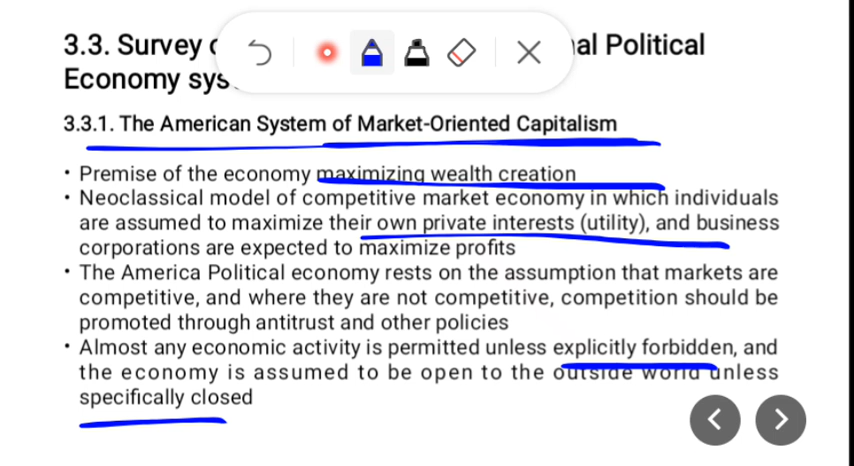 3.3. Survey
al Political
Economy sys
3.3.1. The American System of Market-Oriented Capitalism
• Premise of the economy maximizing wealth creation
• Neoclassical model of competitive market economy in which individuals
are assumed to maximize their own private interests (utility), and business
corporations are expected to maximize profits
• The America Political economy rests on the assumption that markets are
competitive, and where they are not competitive, competition should be
promoted through antitrust and other policies
• Almost any economic activity is permitted unless explicitly forbidden, and
the economy is assumed to be open to the outside world unless
specifically closed